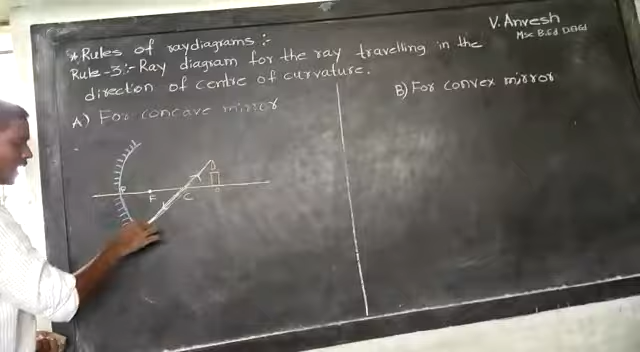 V. Anvesh
Msc B.Ed D.Ed
* Rules of raydiagrams :-
Rule-3:- Ray diagram for the ray travelling in the
direction of centre of curvature.
A) For concave mirror
B) For convex mirror
P F C O